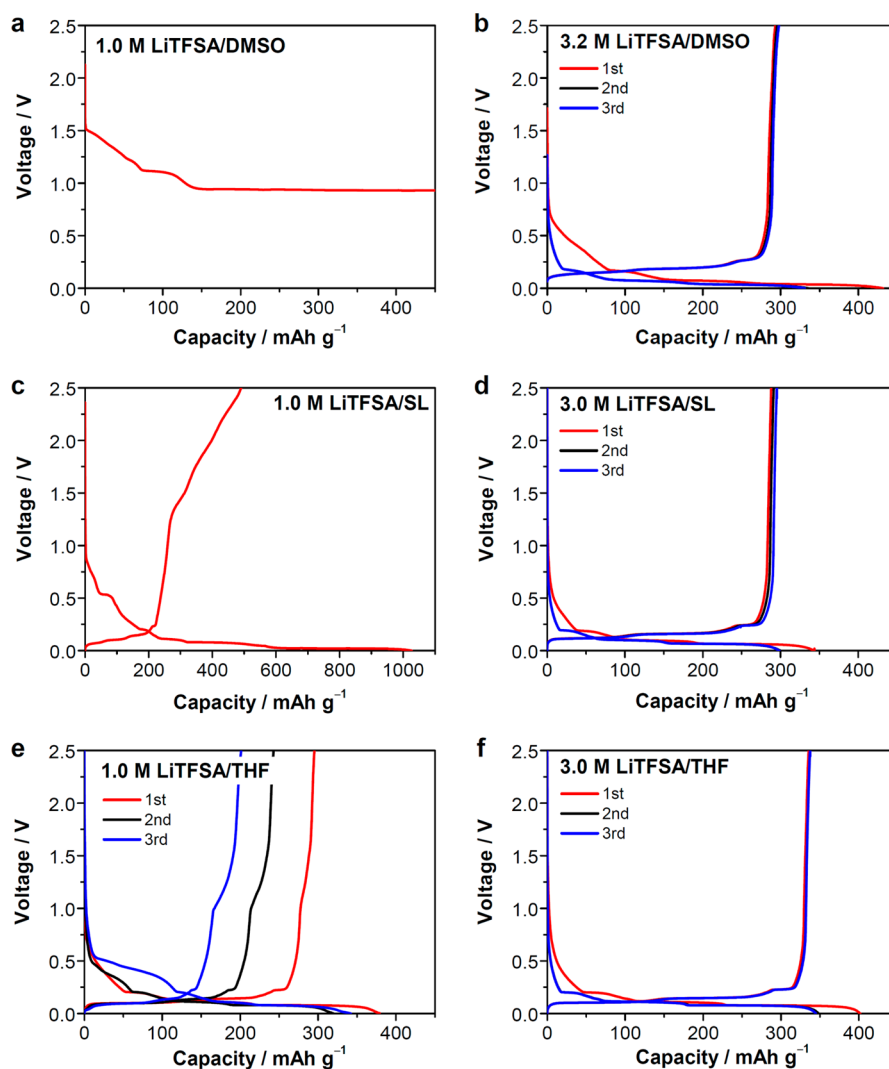 a
1.0 M LiTFSA/DMSO
2.5
2.0
1.5
1.0
0.5
0.0
Voltage / V
0 100 200 300 400
Capacity / mAh g⁻¹
b
3.2 M LiTFSA/DMSO
1st
2nd
3rd
2.5
2.0
1.5
1.0
0.5
0.0
Voltage / V
0 100 200 300 400
Capacity / mAh g⁻¹
c
1.0 M LiTFSA/SL
2.5
2.0
1.5
1.0
0.5
0.0
Voltage / V
0 200 400 600 800 1000
Capacity / mAh g⁻¹
d
3.0 M LiTFSA/SL
1st
2nd
3rd
2.5
2.0
1.5
1.0
0.5
0.0
Voltage / V
0 100 200 300 400
Capacity / mAh g⁻¹
e
1.0 M LiTFSA/THF
1st
2nd
3rd
2.5
2.0
1.5
1.0
0.5
0.0
Voltage / V
0 100 200 300 400
Capacity / mAh g⁻¹
f
3.0 M LiTFSA/THF
1st
2nd
3rd
2.5
2.0
1.5
1.0
0.5
0.0
Voltage / V
0 100 200 300 400
Capacity / mAh g⁻¹